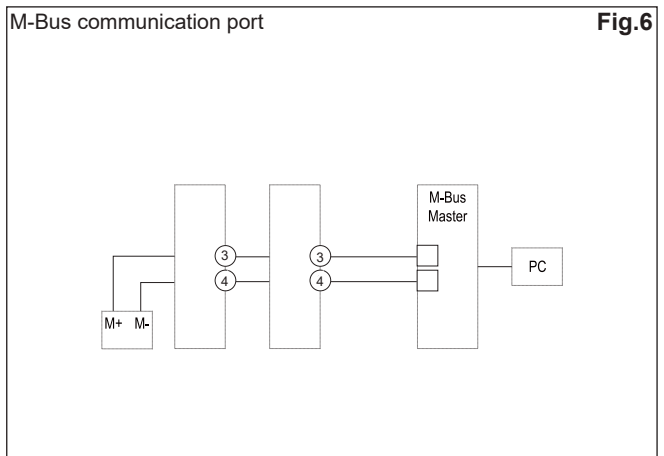 M-Bus communication port
Fig.6
M-Bus
Master
3
3
4
4
PC
M+ M-